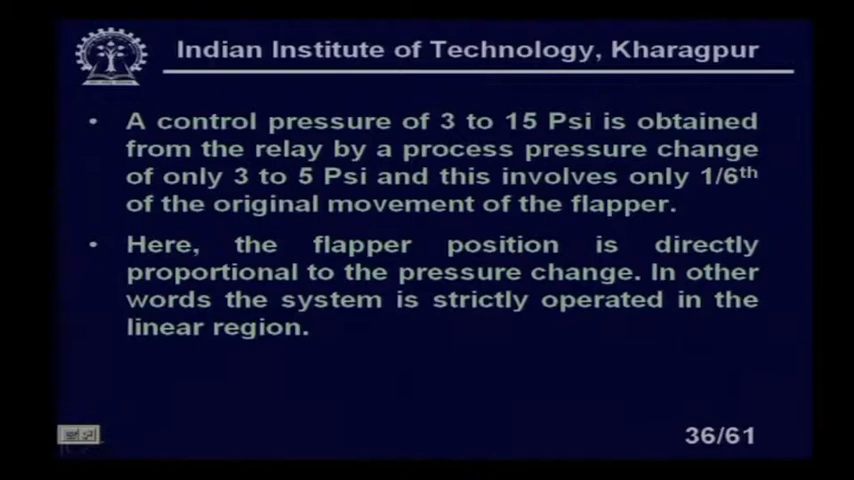 Indian Institute of Technology, Kharagpur
• A control pressure of 3 to 15 Psi is obtained
from the relay by a process pressure change
of only 3 to 5 Psi and this involves only 1/6th
of the original movement of the flapper.
• Here, the flapper position is directly
proportional to the pressure change. In other
words the system is strictly operated in the
linear region.
36/61